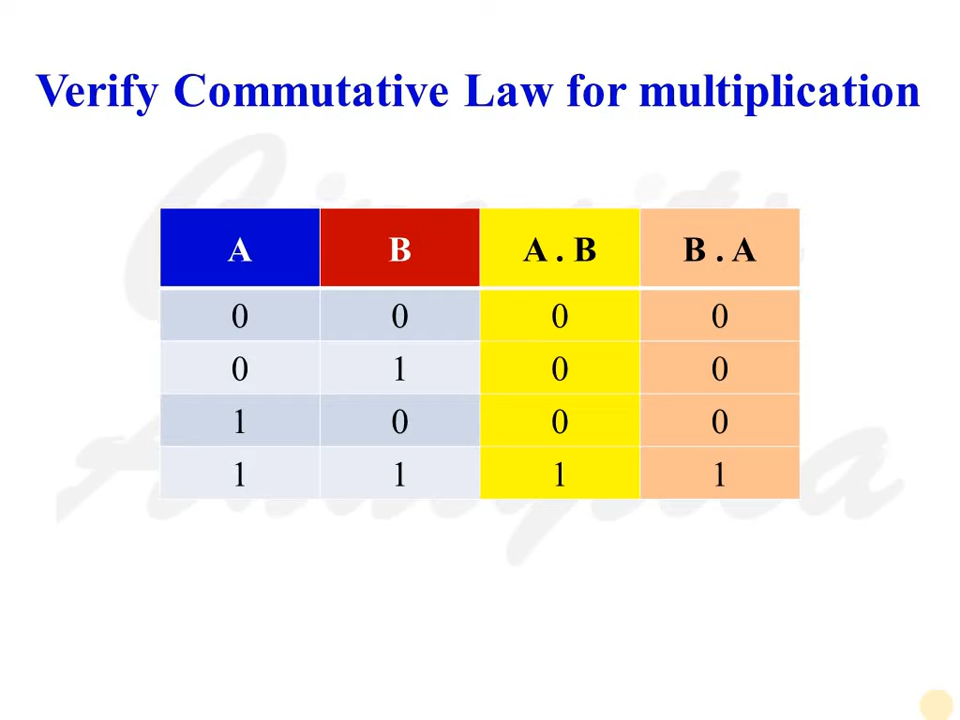 Verify Commutative Law for multiplication
A B A . B B . A
0 0 0 0
0 1 0 0
1 0 0 0
1 1 1 1